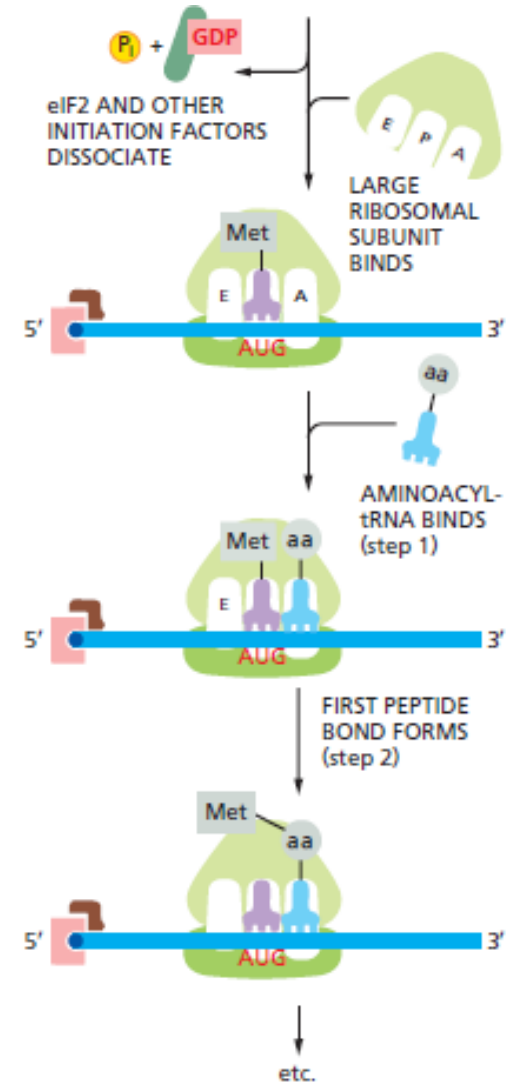 Pi + GDP
eIF2 AND OTHER
INITIATION FACTORS
DISSOCIATE
E P A
LARGE
RIBOSOMAL
SUBUNIT
BINDS
Met
E A
5′ 3′
AUG
aa
AMINOACYL-
tRNA BINDS
(step 1)
Met aa
E
5′ 3′
AUG
FIRST PEPTIDE
BOND FORMS
(step 2)
Met
aa
5′ 3′
AUG
etc.